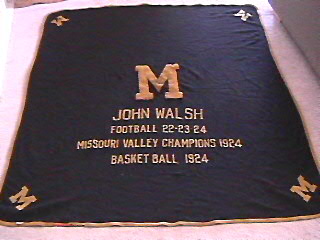 M M
M
JOHN WALSH
FOOTBALL 22-23 24
MISSOURI VALLEY CHAMPIONS 1924
BASKET BALL 1924
M M